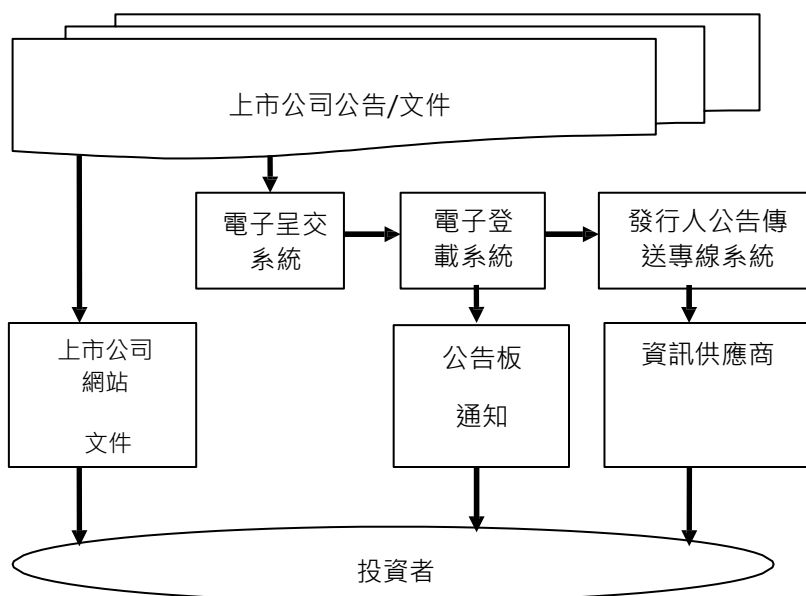 上市公司公告/文件
電子呈交
系統
電子登
載系統
發行人公告傳
送專線系統
上市公司
網站
文件
公告板
通知
資訊供應商
投資者